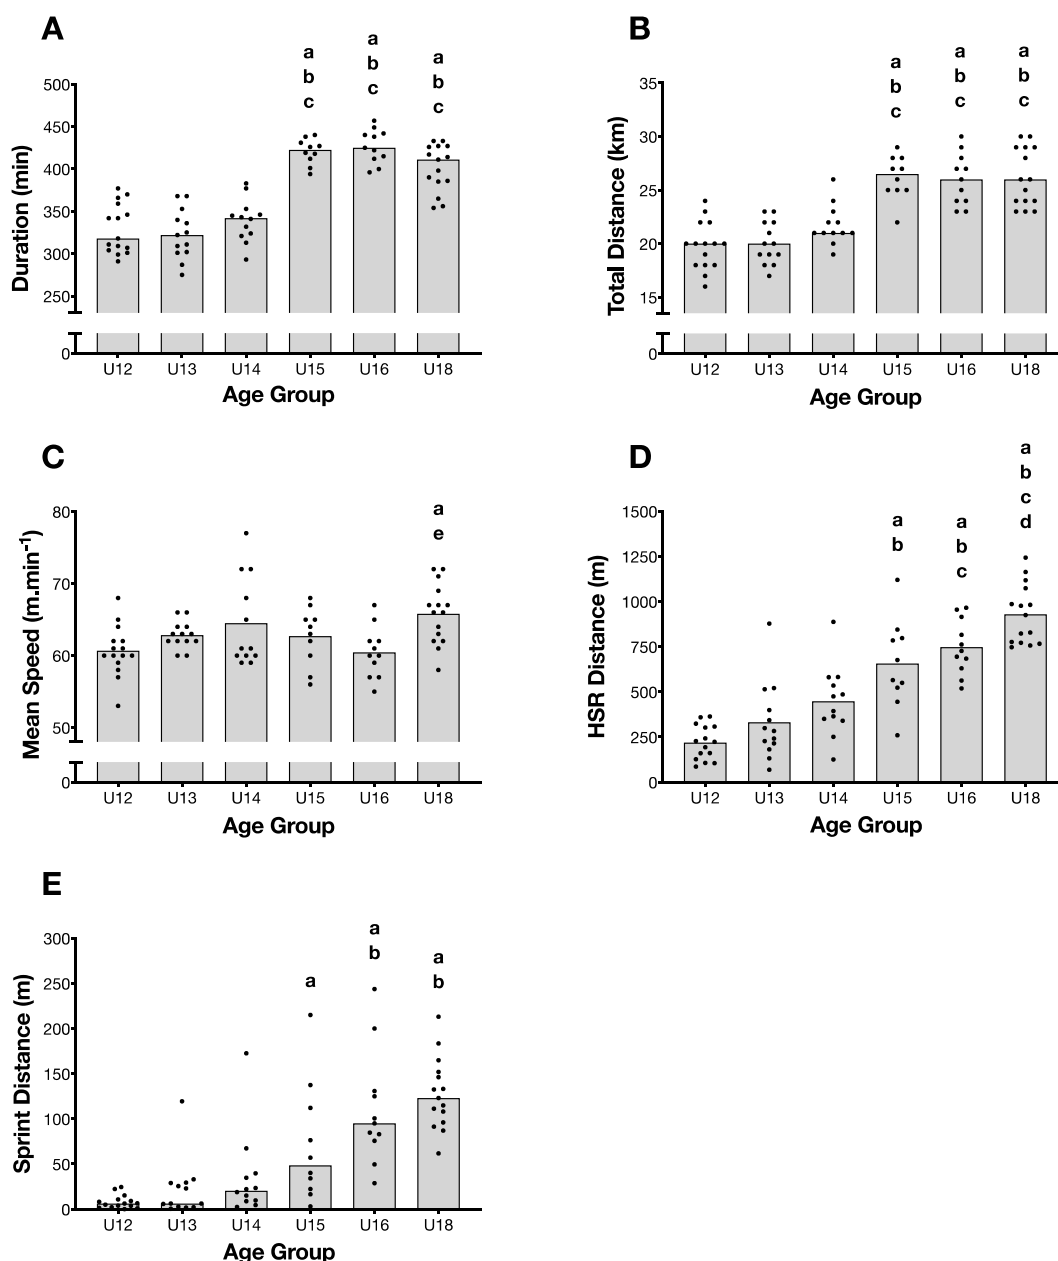 A
a a a
b b b
c c c
500
450
400
350
300
250
0
Duration (min)
U12 U13 U14 U15 U16 U18
Age Group
B
a a a
b b b
c c c
35
30
25
20
15
0
Total Distance (km)
U12 U13 U14 U15 U16 U18
Age Group
C
a
e
80
70
60
50
0
Mean Speed (m.min-1)
U12 U13 U14 U15 U16 U18
Age Group
D
a a a
b b b
c c
d
1500
1250
1000
750
500
250
0
HSR Distance (m)
U12 U13 U14 U15 U16 U18
Age Group
E
a a a
b b
300
250
200
150
100
50
0
Sprint Distance (m)
U12 U13 U14 U15 U16 U18
Age Group